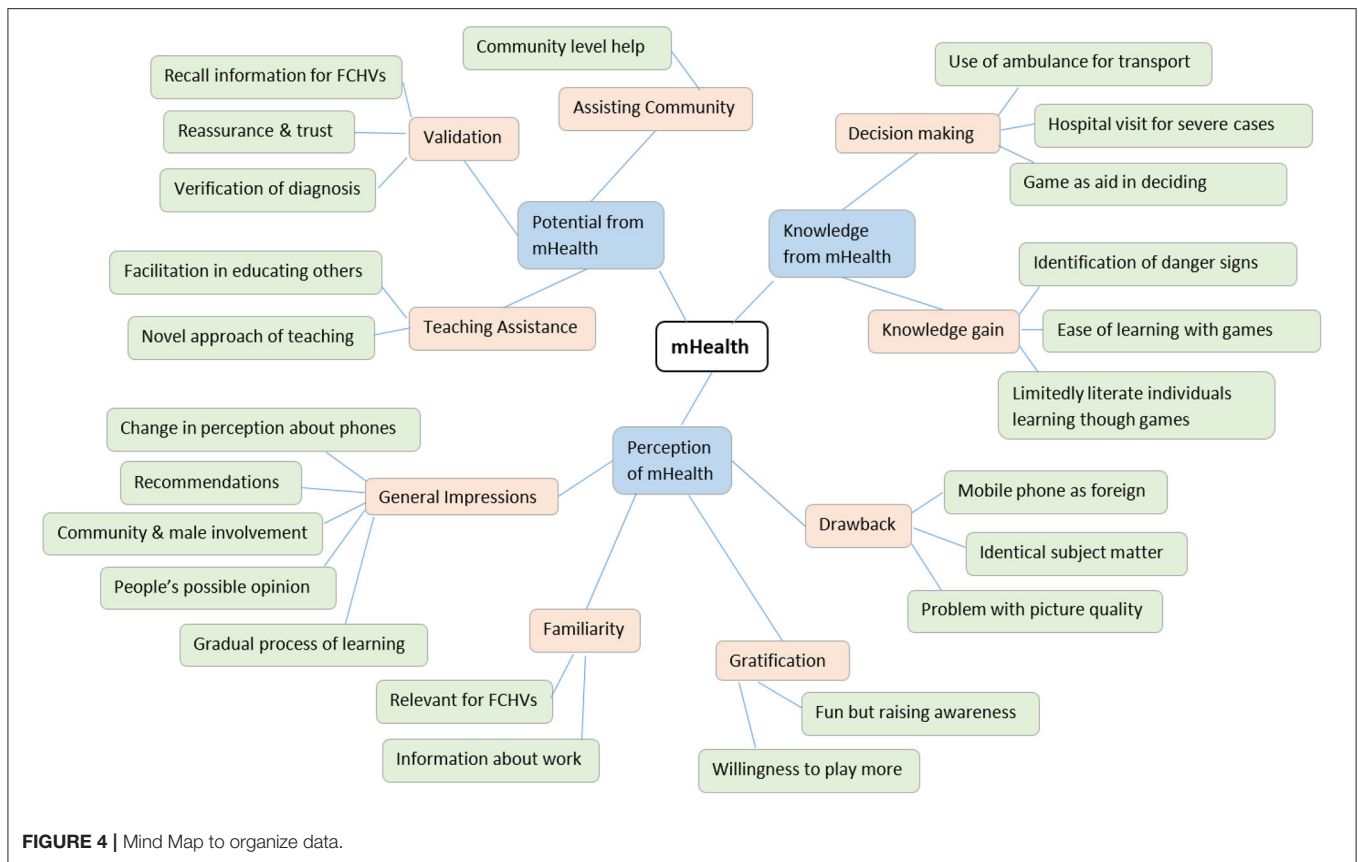 Community level help
Assisting Community
Recall information for FCHVs
Reassurance & trust
Verification of diagnosis
Validation
Potential from
mHealth
Facilitation in educating others
Novel approach of teaching
Teaching Assistance
Use of ambulance for transport
Hospital visit for severe cases
Game as aid in deciding
Decision making
Knowledge
from mHealth
Identification of danger signs
Ease of learning with games
Limitedly literate individuals
learning though games
Knowledge gain
mHealth
Perception
of mHealth
Change in perception about phones
Recommendations
Community & male involvement
People's possible opinion
Gradual process of learning
General Impressions
Familiarity
Relevant for FCHVs
Information about work
Gratification
Fun but raising awareness
Willingness to play more
Drawback
Mobile phone as foreign
Identical subject matter
Problem with picture quality
FIGURE 4 | Mind Map to organize data.